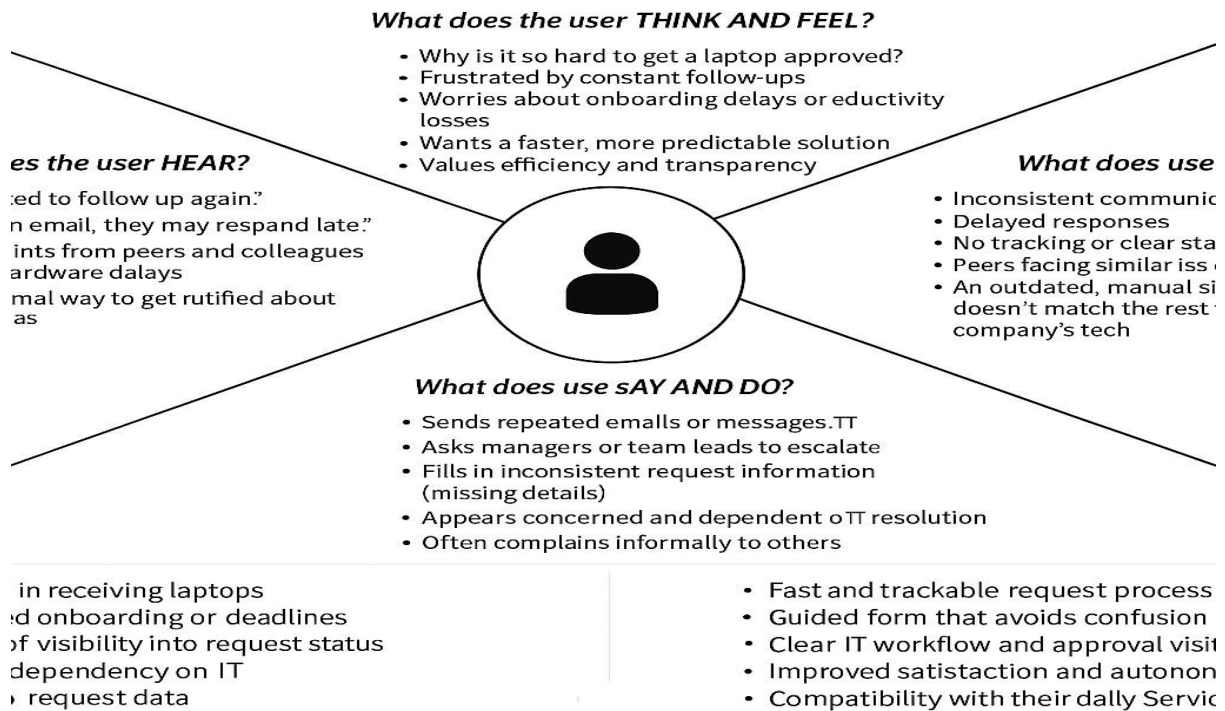 What does the user THINK AND FEEL?
• Why is it so hard to get a laptop approved?
• Frustrated by constant follow-ups
• Worries about onboarding delays or eductivity
losses
• Wants a faster, more predictable solution
• Values efficiency and transparency
es the user HEAR?
ted to follow up again."
n email, they may respand late."
ints from peers and colleagues
ardware dalays
mal way to get rutified about
as
What does use
• Inconsistent communic
• Delayed responses
• No tracking or clear sta
• Peers facing similar iss
• An outdated, manual si
doesn't match the rest
company's tech
What does use sAY AND DO?
• Sends repeated emalls or messages.TT
• Asks managers or team leads to escalate
• Fills in inconsistent request information
(missing details)
• Appears concerned and dependent oTT resolution
• Often complains informally to others
in receiving laptops
ed onboarding or deadlines
of visibility into request status
dependency on IT
request data
• Fast and trackable request process
• Guided form that avoids confusion
• Clear IT workflow and approval visit
• Improved satistaction and autonon
• Compatibility with their dally Servic